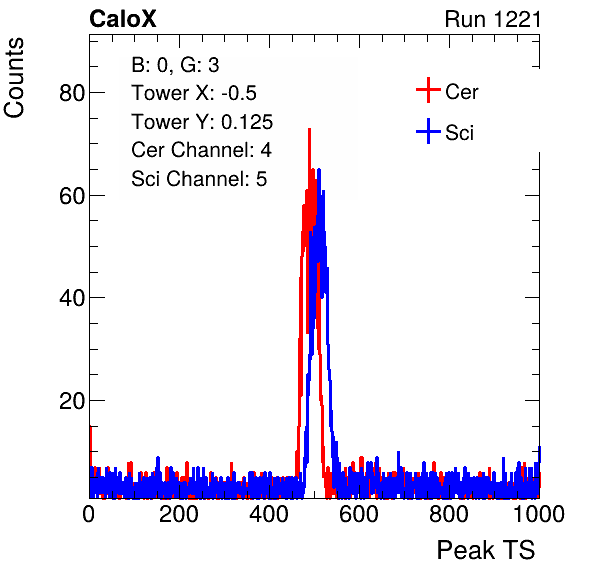 CaloX Run 1221
Counts
B: 0, G: 3
Tower X: -0.5
Tower Y: 0.125
Cer Channel: 4
Sci Channel: 5
Cer
Sci
80
60
40
20
0 200 400 600 800 1000
Peak TS